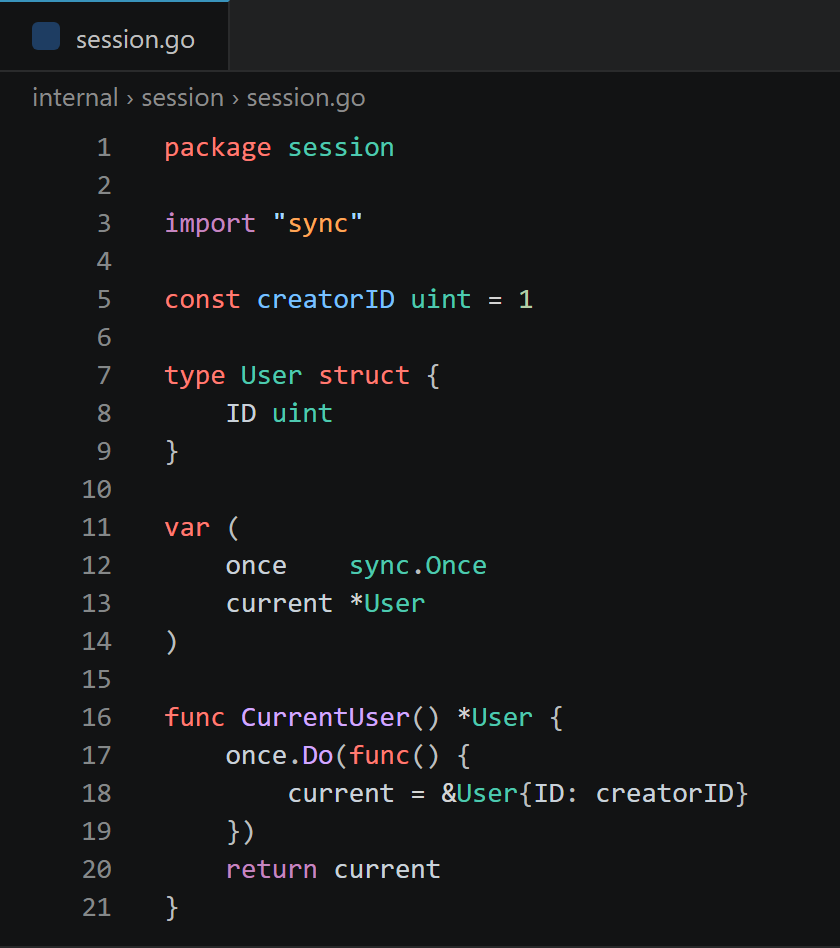 session.go
internal › session › session.go
1 package session
2
3 import "sync"
4
5 const creatorID uint = 1
6
7 type User struct {
8     ID uint
9 }
10
11 var (
12     once    sync.Once
13     current *User
14 )
15
16 func CurrentUser() *User {
17     once.Do(func() {
18         current = &User{ID: creatorID}
19     })
20     return current
21 }